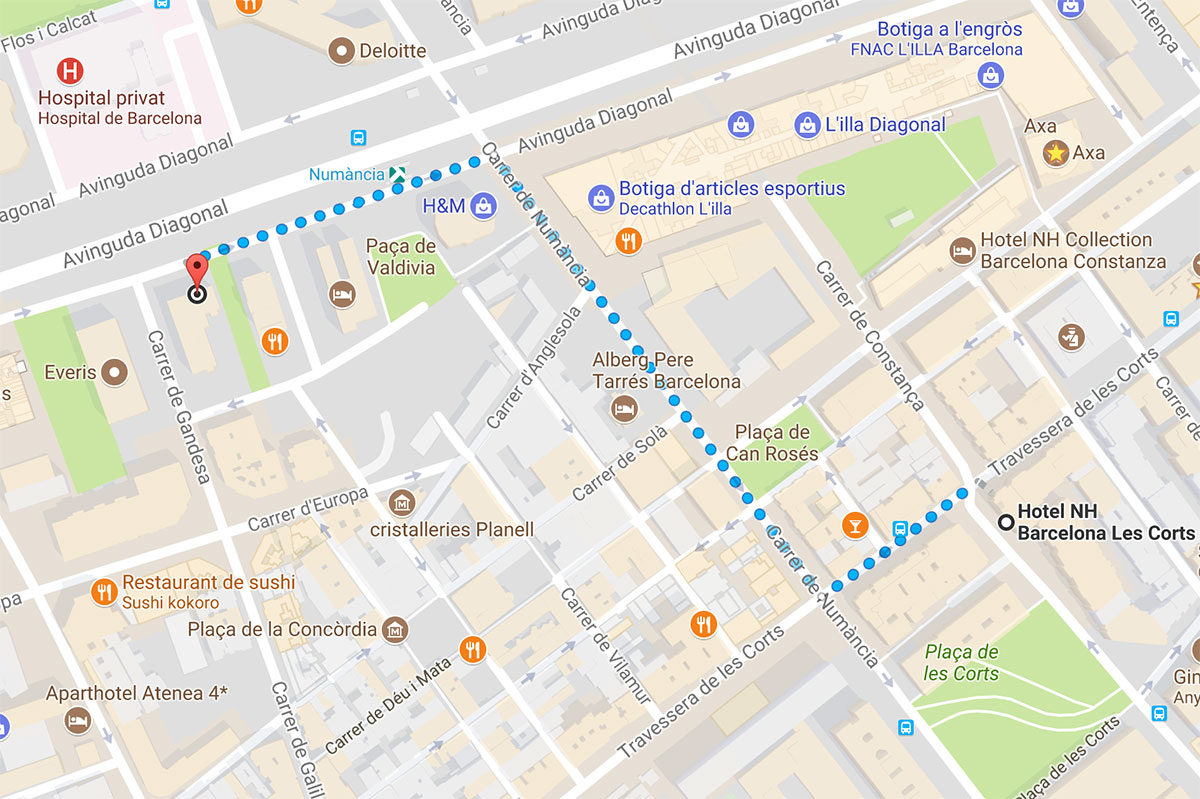 Flos i Calcat
Deloitte
Numància
Avinguda Diagonal
Avinguda Diagonal
Botiga a l'engròs
FNAC L'ILLA Barcelona
H
Hospital privat
Hospital de Barcelona
Avinguda Diagonal
Avinguda Diagonal
L'illa Diagonal
Axa
Axa
Numància
Carrer de Numància
Diagonal
Avinguda Diagonal
H&M
Botiga d'articles esportius
Decathlon L'illa
Paça de
Valdivia
Hotel NH Collection
Barcelona Constanza
Carrer de Constança
Carrer d'Anglesola
Carrer de Gandesa
Everis
s
Alberg Pere
Tarrés Barcelona
Travessera de les Corts
Carrer de
Plaça de
Can Rosés
Carrer de Solà
Carrer d'Europa
cristalleries Planell
Hotel NH
Barcelona Les Corts
Carrer de Numància
Restaurant de sushi
Sushi kokoro
pa
Plaça de la Concòrdia
Carrer de Vilamur
Travessera de les Corts
Carrer de Déu i Mata
Plaça de
les Corts
Aparthotel Atenea 4*
Carrer de Galil
Gin
Any
Plaça de les Corts